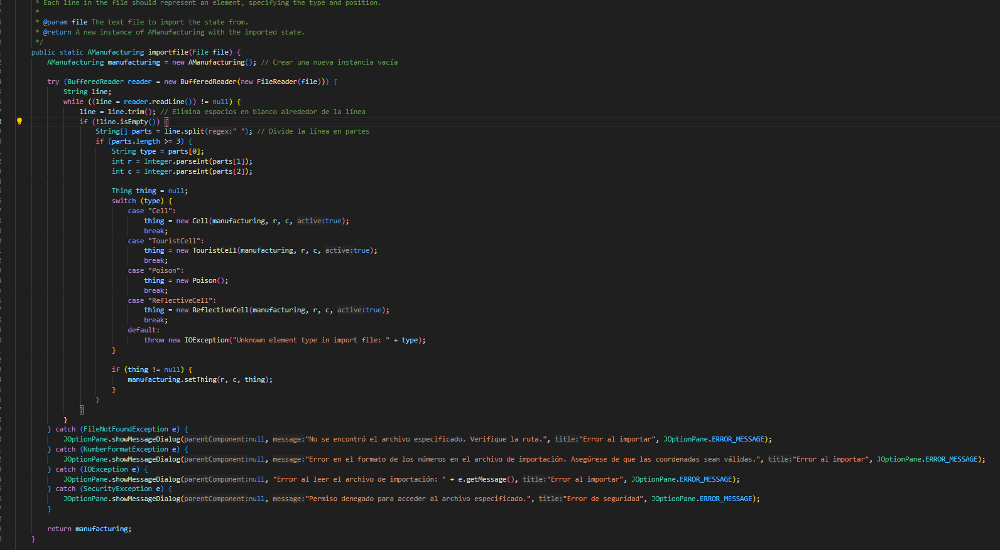 * Each line in the file should represent an element, specifying the type and position.
*
* @param file The text file to import the state from.
* @return A new instance of AManufacturing with the imported state.
*/
public static AManufacturing importfile(File file) {
AManufacturing manufacturing = new AManufacturing(); // Crear una nueva instancia vacía
try (BufferedReader reader = new BufferedReader(new FileReader(file))) {
String line;
while ((line = reader.readLine()) != null) {
line = line.trim(); // Elimina espacios en blanco alrededor de la línea
if (!line.isEmpty()) {
String[] parts = line.split(regex:" "); // Divide la línea en partes
if (parts.length >= 3) {
String type = parts[0];
int r = Integer.parseInt(parts[1]);
int c = Integer.parseInt(parts[2]);
Thing thing = null;
switch (type) {
case "Cell":
thing = new Cell(manufacturing, r, c, active:true);
break;
case "TouristCell":
thing = new TouristCell(manufacturing, r, c, active:true);
break;
case "Poison":
thing = new Poison();
break;
case "ReflectiveCell":
thing = new ReflectiveCell(manufacturing, r, c, active:true);
break;
default:
throw new IOException("Unknown element type in import file: " + type);
}
if (thing != null) {
manufacturing.setThing(r, c, thing);
}
}
}
}
} catch (FileNotFoundException e) {
JOptionPane.showMessageDialog(parentComponent:null, message:"No se encontró el archivo especificado. Verifique la ruta.", title:"Error al importar", JOptionPane.ERROR_MESSAGE);
} catch (NumberFormatException e) {
JOptionPane.showMessageDialog(parentComponent:null, message:"Error en el formato de los números en el archivo de importación. Asegúrese de que las coordenadas sean válidas.", title:"Error al importar", JOptionPane.ERROR_MESSAGE);
} catch (IOException e) {
JOptionPane.showMessageDialog(parentComponent:null, "Error al leer el archivo de importación: " + e.getMessage(), title:"Error al importar", JOptionPane.ERROR_MESSAGE);
} catch (SecurityException e) {
JOptionPane.showMessageDialog(parentComponent:null, message:"Permiso denegado para acceder al archivo especificado.", title:"Error de seguridad", JOptionPane.ERROR_MESSAGE);
}
return manufacturing;
}